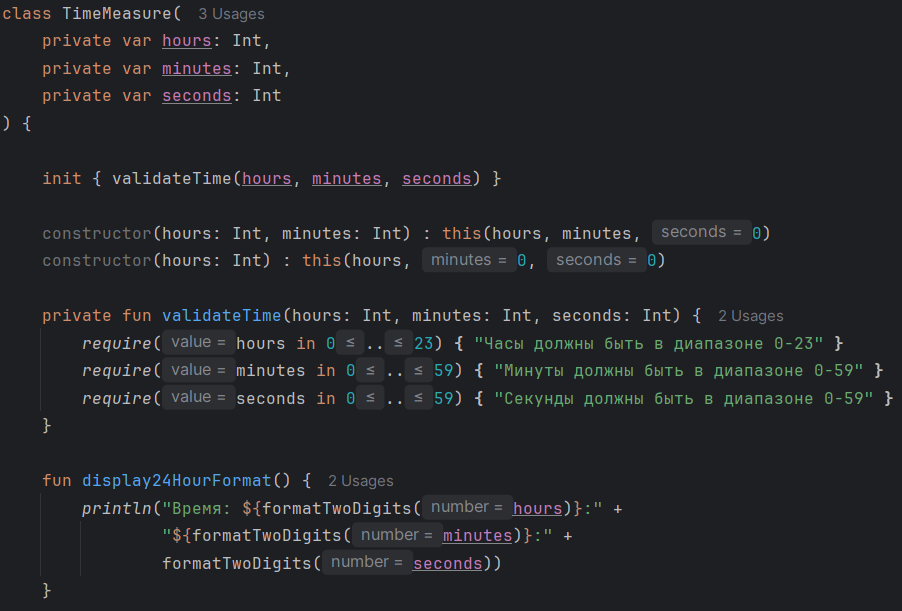 class TimeMeasure( 3 Usages
    private var hours: Int,
    private var minutes: Int,
    private var seconds: Int
) {
    init { validateTime(hours, minutes, seconds) }
    constructor(hours: Int, minutes: Int) : this(hours, minutes, seconds = 0)
    constructor(hours: Int) : this(hours, minutes = 0, seconds = 0)
    private fun validateTime(hours: Int, minutes: Int, seconds: Int) { 2 Usages
        require(value = hours in 0 ≤ .. ≤ 23) { "Часы должны быть в диапазоне 0-23" }
        require(value = minutes in 0 ≤ .. ≤ 59) { "Минуты должны быть в диапазоне 0-59" }
        require(value = seconds in 0 ≤ .. ≤ 59) { "Секунды должны быть в диапазоне 0-59" }
    }
    fun display24HourFormat() { 2 Usages
        println("Время: ${formatTwoDigits(number = hours)}:" +
                "${formatTwoDigits(number = minutes)}:" +
                formatTwoDigits(number = seconds))
    }